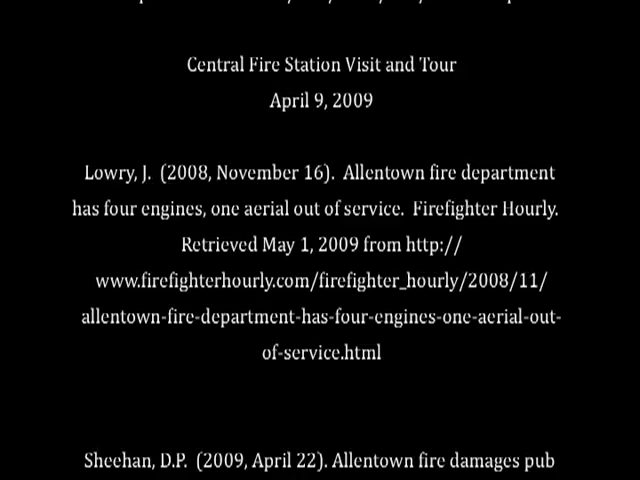 Central Fire Station Visit and Tour
April 9, 2009
Lowry, J. (2008, November 16). Allentown fire department
has four engines, one aerial out of service. Firefighter Hourly.
Retrieved May 1, 2009 from http://
www.firefighterhourly.com/firefighter_hourly/2008/11/
allentown-fire-department-has-four-engines-one-aerial-out-
of-service.html
Sheehan, D.P. (2009, April 22). Allentown fire damages pub